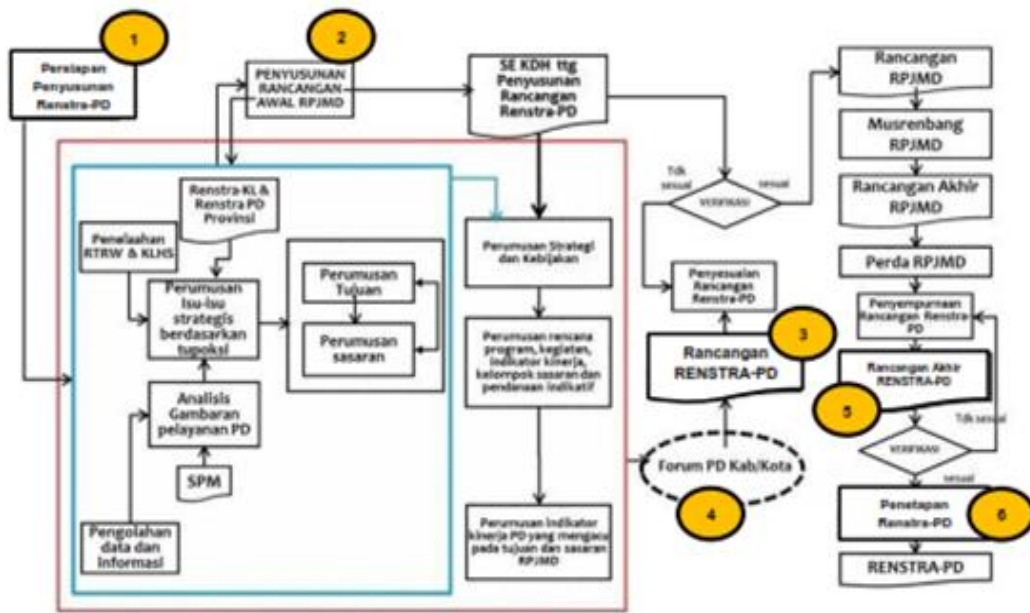 1
Persiapan
Penyusunan
Renstra-PD
2
PENYUSUNAN
RANCANGAN
AWAL RPJMD
SE KDH ttg
Penyusunan
Rancangan
Renstra-PD
Rancangan
RPJMD
Musrenbang
RPJMD
Rancangan Akhir
RPJMD
Perda RPJMD
Penyempurnaan
Rancangan Renstra-
PD
Rancangan Akhir
RENSTRA-PD
5
Tdk sesuai
VERIFIKASI
sesuai
Penetapan
Renstra-PD
6
RENSTRA-PD
Tdk
sesuai
sesuai
VERIFIKASI
Penyesuaian
Rancangan
Renstra-PD
3
Rancangan
RENSTRA-PD
Forum PD Kab/Kota
4
Renstra-KL &
Renstra PD
Provinsi
Penelaahan
RTRW & KLHS
Perumusan
Isu-isu
strategis
berdasarkan
tupoksi
Perumusan
Tujuan
Perumusan
sasaran
Analisis
Gambaran
pelayanan PD
SPM
Pengolahan
data dan
Informasi
Perumusan Strategi
dan Kebijakan
Perumusan rencana
program, kegiatan,
indikator kinerja,
kelompok sasaran dan
pendanaan indikatif
Perumusan indikator
kinerja PD yang mengacu
pada tujuan dan sasaran
RPJMD